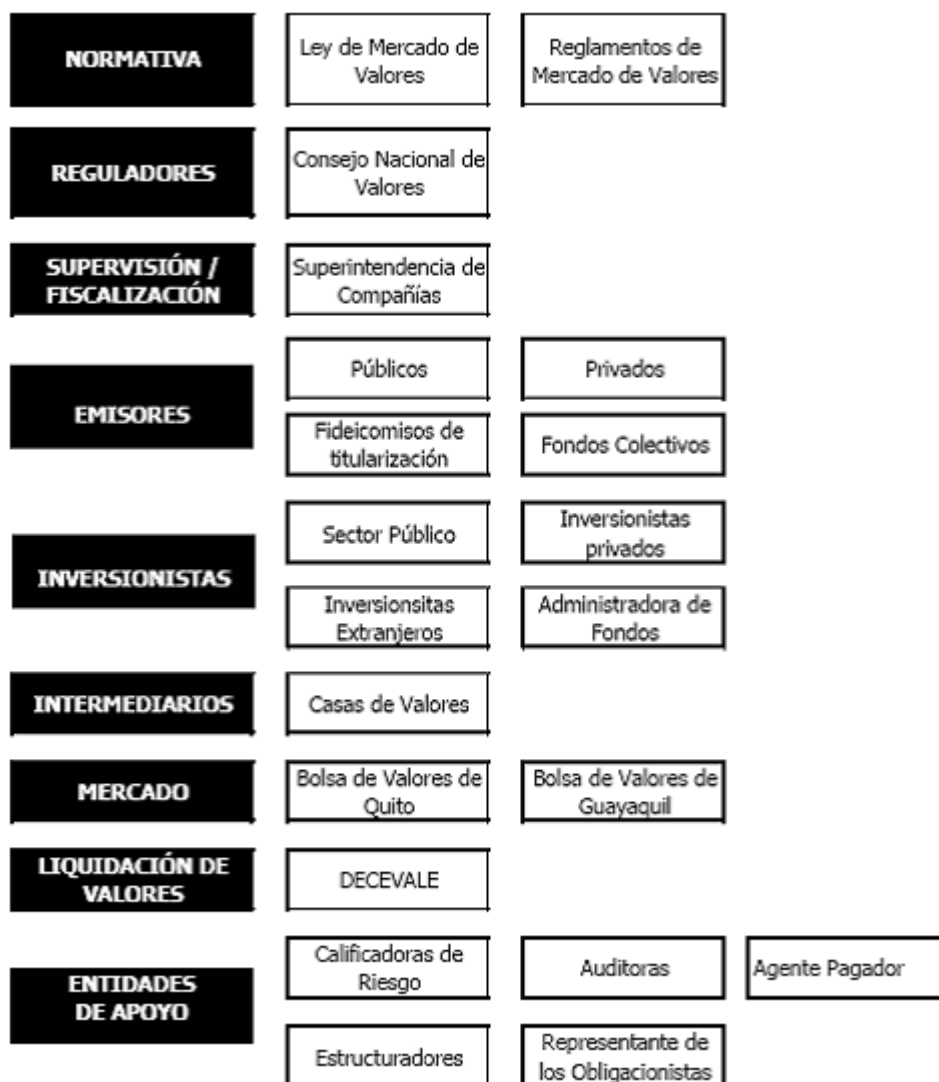 NORMATIVA
Ley de Mercado de
Valores
Reglamentos de
Mercado de Valores
REGULADORES
Consejo Nacional de
Valores
SUPERVISIÓN /
FISCALIZACIÓN
Superintendencia de
Compañías
EMISORES
Públicos
Privados
Fideicomisos de
titularización
Fondos Colectivos
INVERSIONISTAS
Sector Público
Inversionistas
privados
Inversionsitas
Extranjeros
Administradora de
Fondos
INTERMEDIARIOS
Casas de Valores
MERCADO
Bolsa de Valores de
Quito
Bolsa de Valores de
Guayaquil
LIQUIDACIÓN DE
VALORES
DECEVALE
ENTIDADES
DE APOYO
Calificadoras de
Riesgo
Auditoras
Agente Pagador
Estructuradores
Representante de
los Obligacionistas